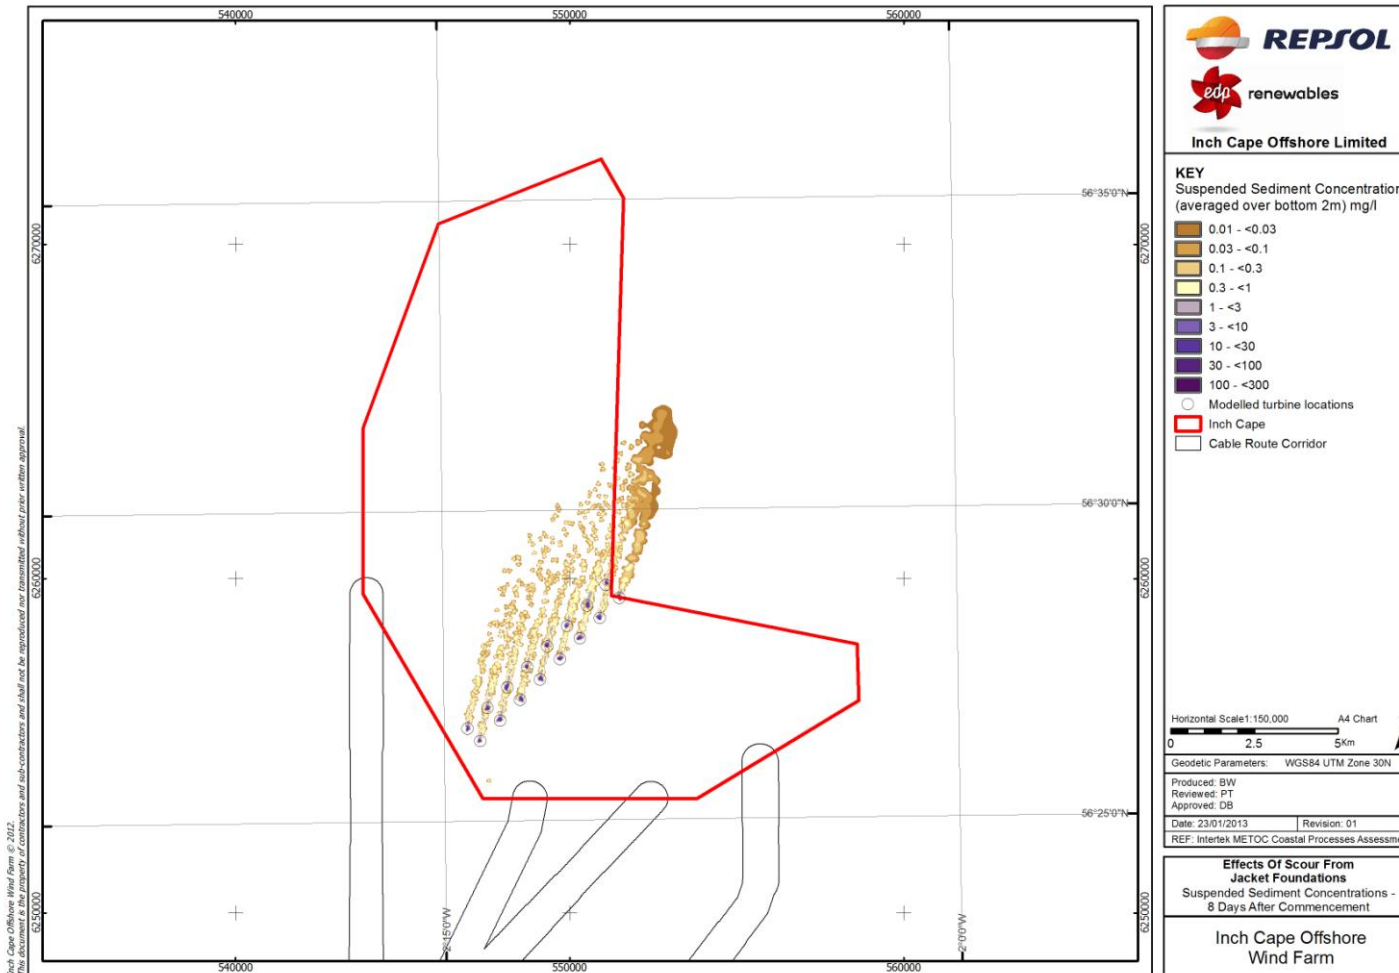 540000
550000
560000
56°35'0"N
6270000
6270000
56°30'0"N
6260000
6260000
56°25'0"N
6250000
6250000
2°15'0"W
2°0'0"W
540000
550000
560000
Inch Cape Offshore Wind Farm © 2012.
This document is the property of contractors and sub-contractors and shall not be reproduced nor transmitted without prior written approval.
REPSOL
edp renewables
Inch Cape Offshore Limited
KEY
Suspended Sediment Concentration
(averaged over bottom 2m) mg/l
0.01 - <0.03
0.03 - <0.1
0.1 - <0.3
0.3 - <1
1 - <3
3 - <10
10 - <30
30 - <100
100 - <300
Modelled turbine locations
Inch Cape
Cable Route Corridor
Horizontal Scale1:150,000 A4 Chart
0 2.5 5Km
Geodetic Parameters: WGS84 UTM Zone 30N
Produced: BW
Reviewed: PT
Approved: DB
Date: 23/01/2013 Revision: 01
REF: Intertek METOC Coastal Processes Assessme
Effects Of Scour From
Jacket Foundations
Suspended Sediment Concentrations -
8 Days After Commencement
Inch Cape Offshore
Wind Farm